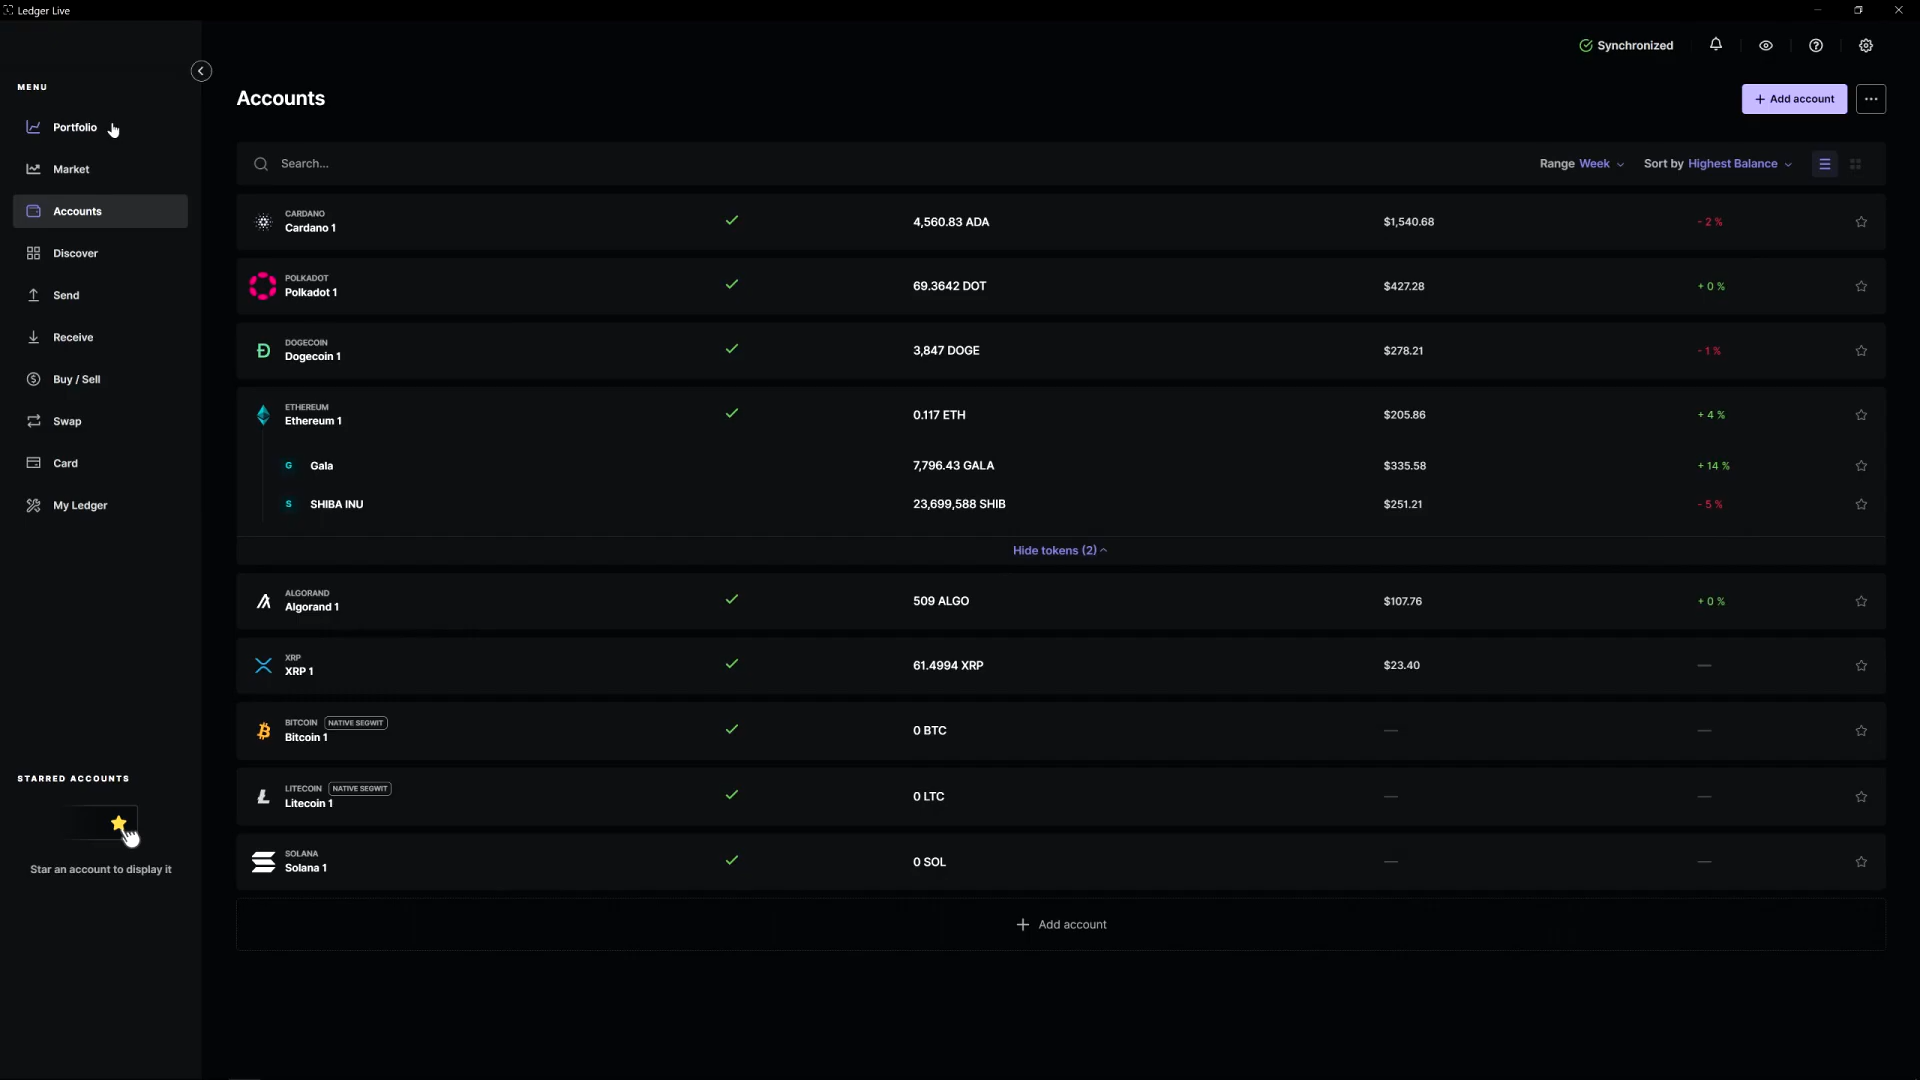 Ledger Live
Synchronized
MENU
Accounts
+ Add account
Portfolio
Market
Accounts
Discover
Send
Receive
Buy / Sell
Swap
Card
My Ledger
STARRED ACCOUNTS
Star an account to display it
Search...
Range Week
Sort by Highest Balance
CARDANO
Cardano 1
4,560.83 ADA
$1,540.68
- 2 %
POLKADOT
Polkadot 1
69.3642 DOT
$427.28
+ 0 %
DOGECOIN
Dogecoin 1
3,847 DOGE
$278.21
- 1 %
ETHEREUM
Ethereum 1
0.117 ETH
$205.86
+ 4 %
G Gala
7,796.43 GALA
$335.58
+ 14 %
S SHIBA INU
23,699,588 SHIB
$251.21
- 5 %
Hide tokens (2)
ALGORAND
Algorand 1
509 ALGO
$107.76
+ 0 %
XRP
XRP 1
61.4994 XRP
$23.40
—
BITCOIN NATIVE SEGWIT
Bitcoin 1
0 BTC
—
—
LITECOIN NATIVE SEGWIT
Litecoin 1
0 LTC
—
—
SOLANA
Solana 1
0 SOL
—
—
+ Add account